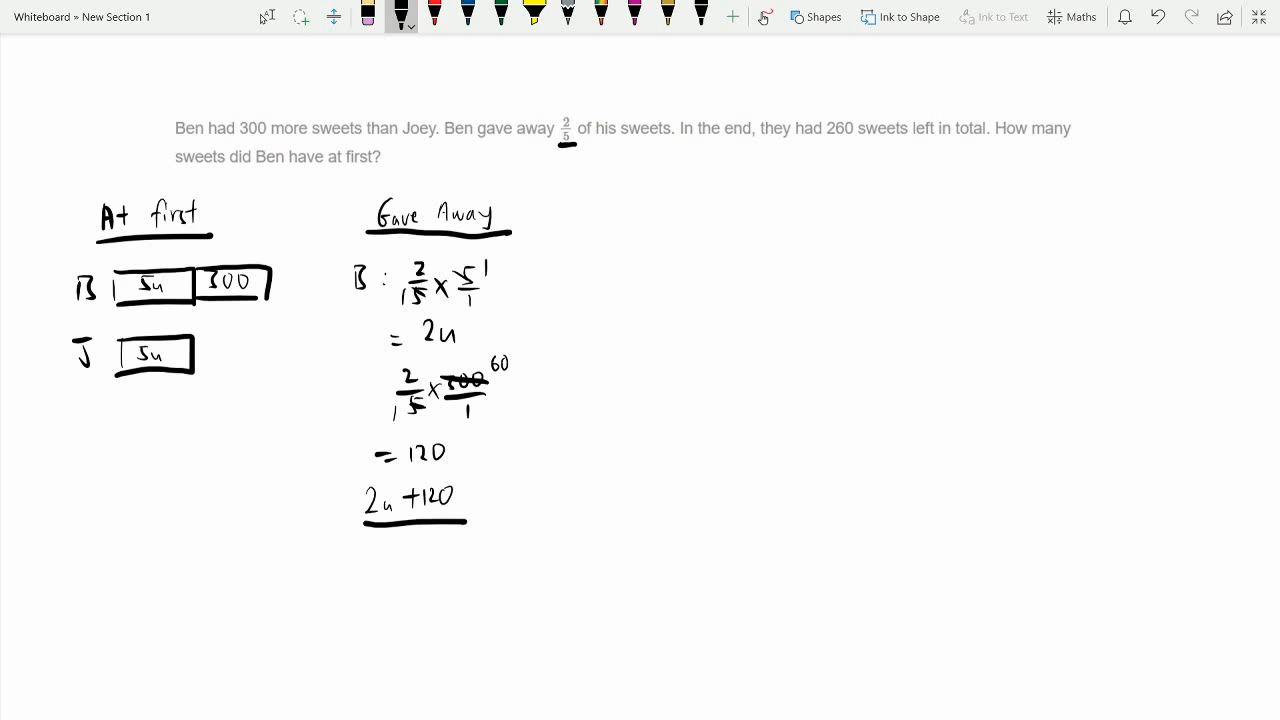 Whiteboard » New Section 1
Shapes Ink to Shape Ink to Text Maths
Ben had 300 more sweets than Joey. Ben gave away 2/5 of his sweets. In the end, they had 260 sweets left in total. How many
sweets did Ben have at first?
At first
Gave Away
B 5u 300
J 5u
B : 2/5 1 × 5/1 1
= 2u
2/5 1 × 300/1 60
= 120
2u + 120